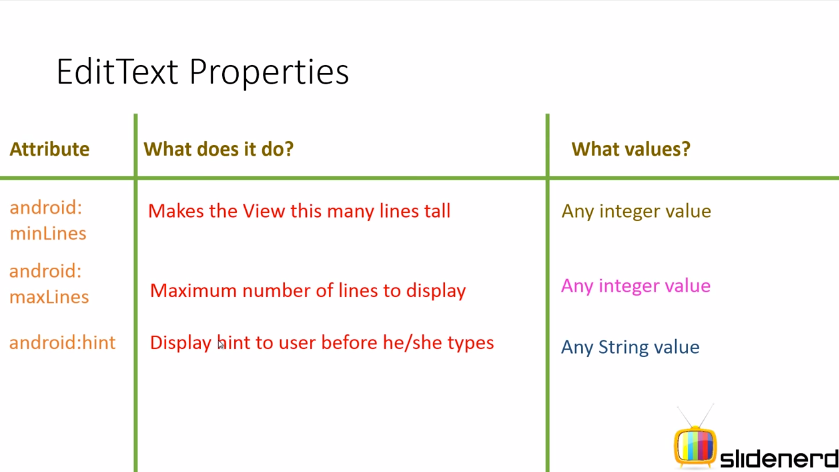 EditText Properties
Attribute
What does it do?
What values?
android:
minLines
Makes the View this many lines tall
Any integer value
android:
maxLines
Maximum number of lines to display
Any integer value
android:hint
Display hint to user before he/she types
Any String value
slidenerd